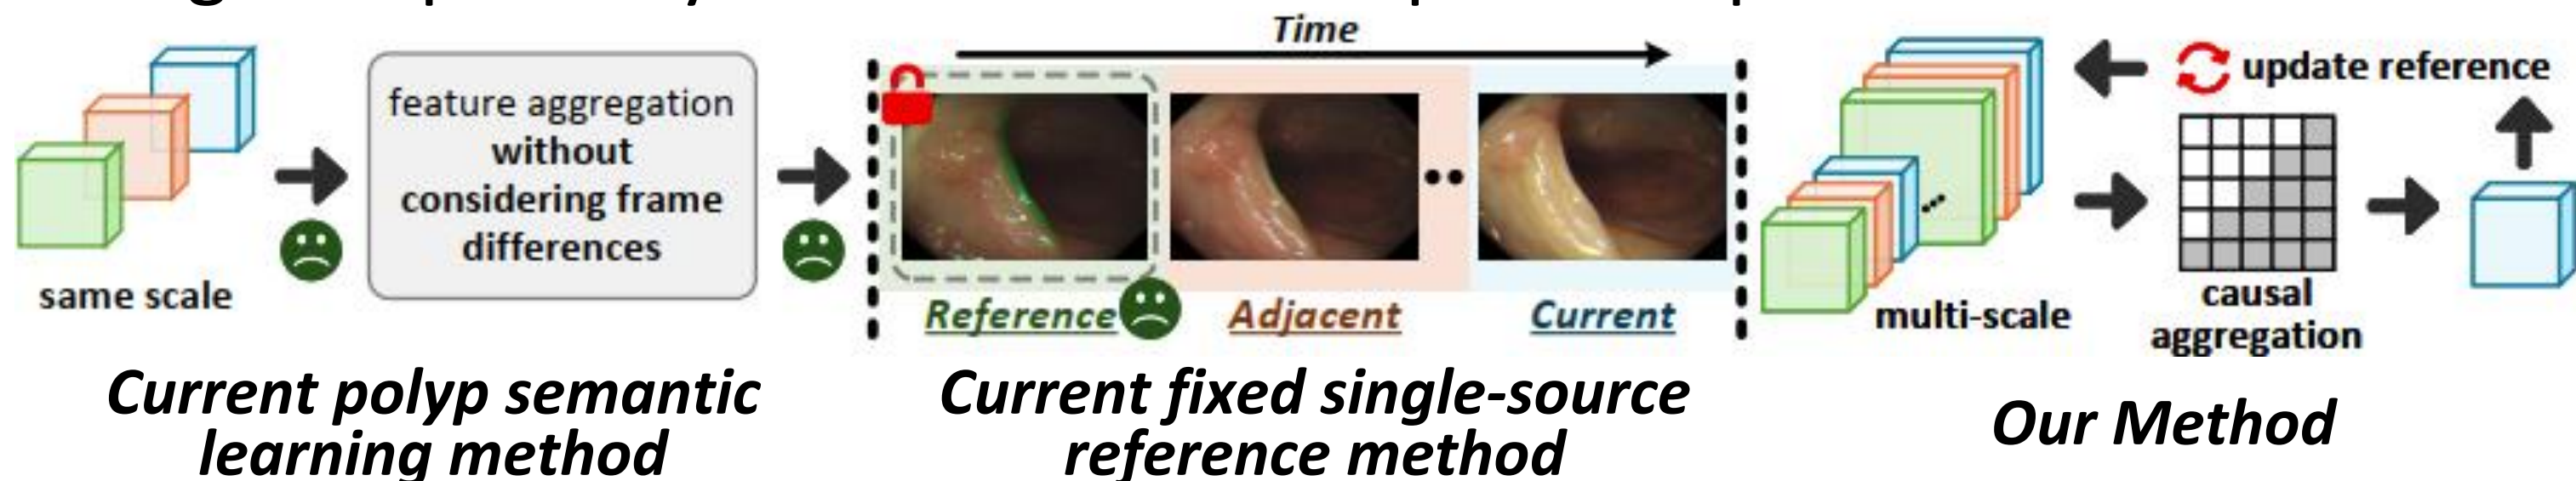 same scale
feature aggregation
without
considering frame
differences
Time
Reference
Adjacent
Current
update reference
multi-scale
causal
aggregation
Current polyp semantic
learning method
Current fixed single-source
reference method
Our Method